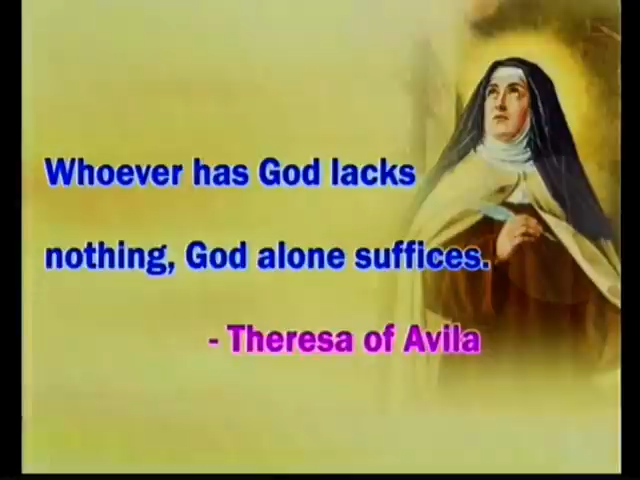 Whoever has God lacks
nothing, God alone suffices.
- Theresa of Avila